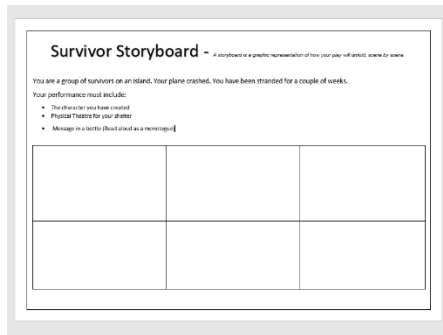 Survivor Storyboard - A storyboard is a graphic representation of how your play will unfold, scene by scene
You are a group of survivors on an Island. Your plane crashed. You have been stranded for a couple of weeks.
Your performance must include:
• The character you have created
• Physical Theatre for your shelter
• Message in a bottle (Read aloud as a monologue)